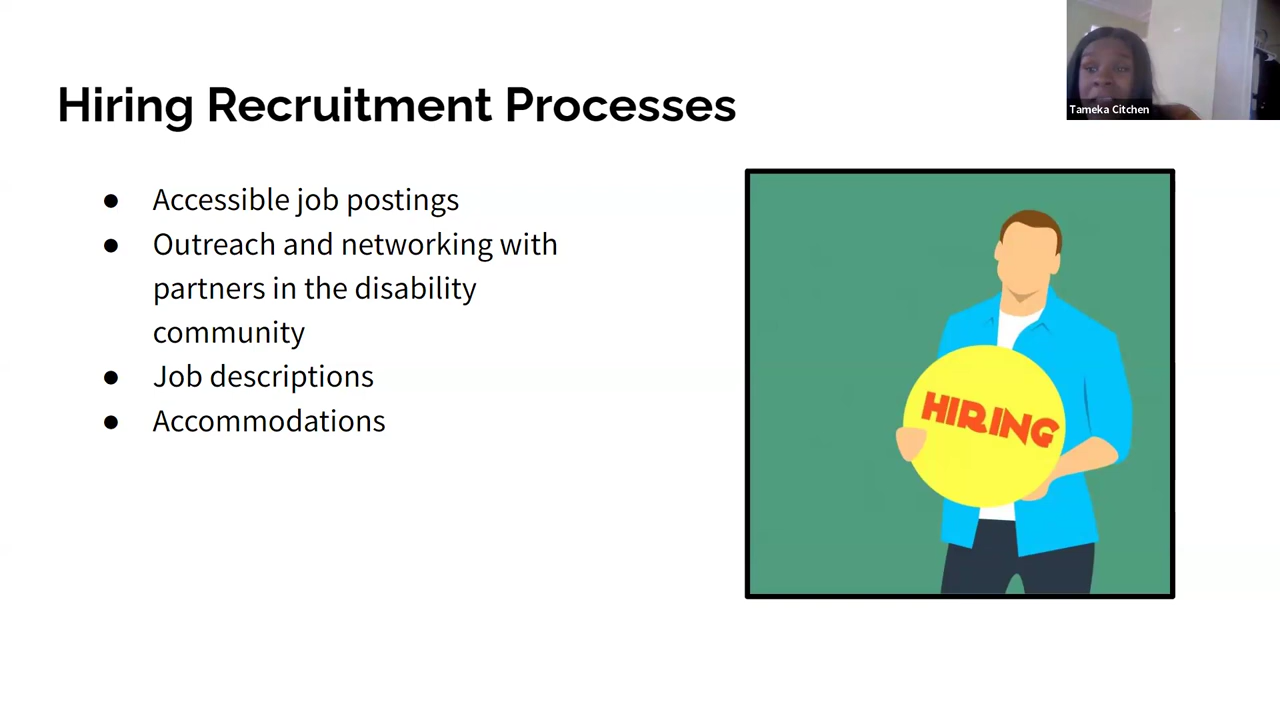 Hiring Recruitment Processes
Tameka Citchen
● Accessible job postings
● Outreach and networking with
partners in the disability
community
● Job descriptions
● Accommodations
HIRING